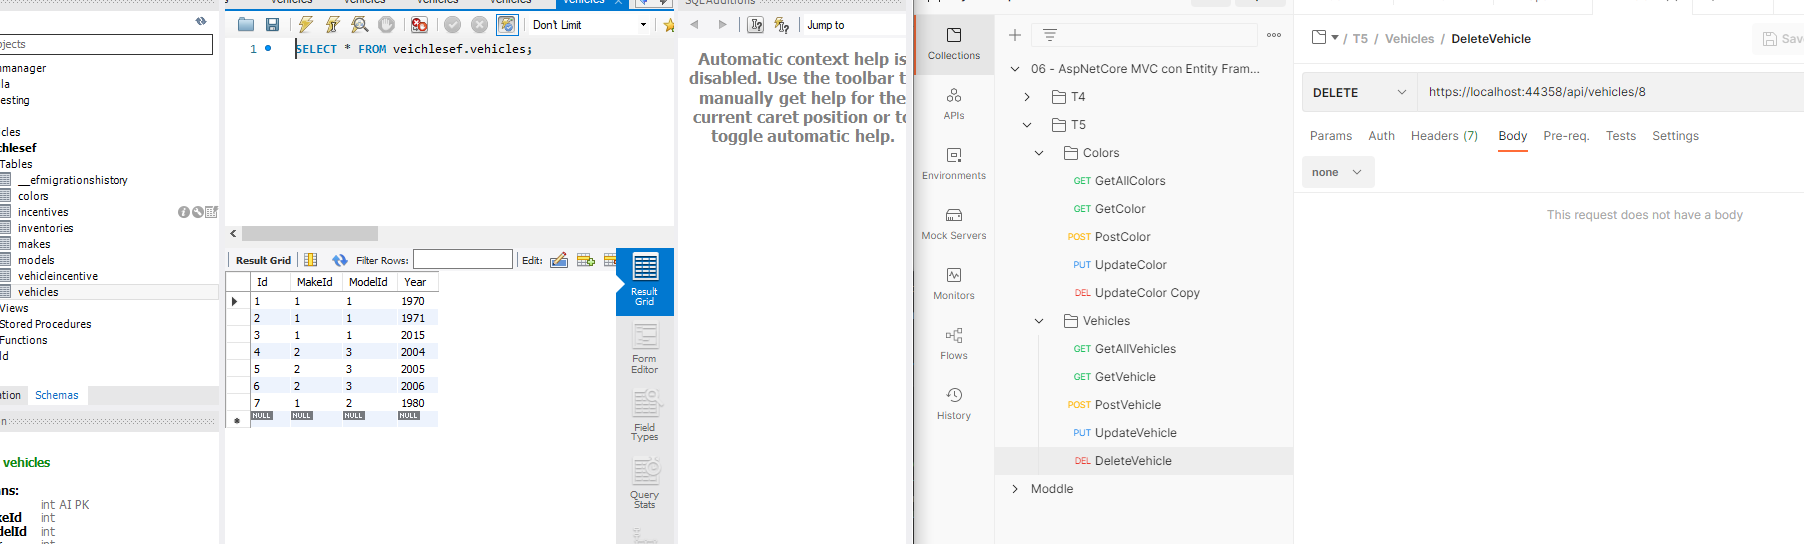 SQLAdditions
Don't Limit
Jump to
1
SELECT * FROM veichlesef.vehicles;
Automatic context help is
disabled. Use the toolbar t
manually get help for the
current caret position or to
toggle automatic help.
ojects
nmanager
la
esting
cles
chlesef
Tables
__efmigrationshistory
colors
incentives
inventories
makes
models
vehicleincentive
vehicles
Views
Stored Procedures
Functions
ld
ation
Schemas
n
vehicles
ns:
int AI PK
keId int
delId int
int
Result Grid
Filter Rows:
Edit:
Id MakeId ModelId Year
1 1 1 1970
2 1 1 1971
3 1 1 2015
4 2 3 2004
5 2 3 2005
6 2 3 2006
7 1 2 1980
NULL NULL NULL NULL
Result
Grid
Form
Editor
Field
Types
Query
Stats
Collections
APIs
Environments
Mock Servers
Monitors
Flows
History
06 - AspNetCore MVC con Entity Fram...
T4
T5
Colors
GET GetAllColors
GET GetColor
POST PostColor
PUT UpdateColor
DEL UpdateColor Copy
Vehicles
GET GetAllVehicles
GET GetVehicle
POST PostVehicle
PUT UpdateVehicle
DEL DeleteVehicle
Moddle
/ T5 / Vehicles / DeleteVehicle
Save
DELETE
https://localhost:44358/api/vehicles/8
Params Auth Headers (7) Body Pre-req. Tests Settings
none
This request does not have a body